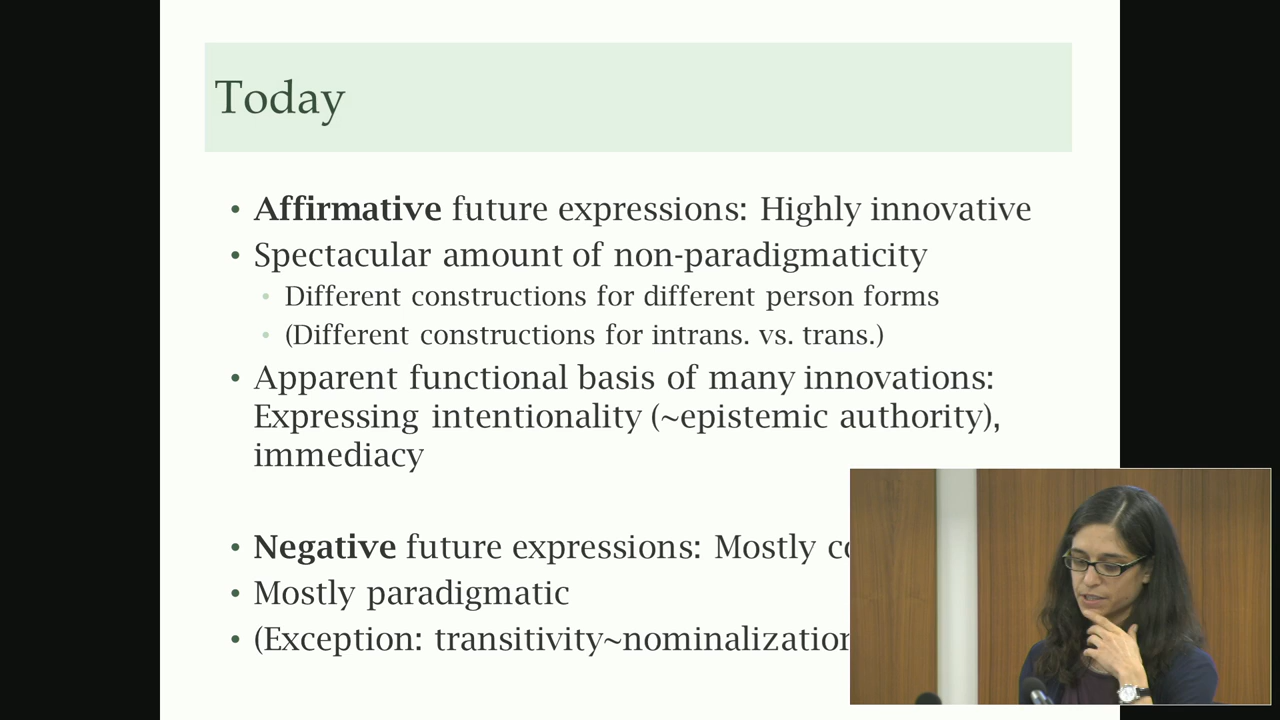 Today
• Affirmative future expressions: Highly innovative
• Spectacular amount of non-paradigmaticity
• Different constructions for different person forms
• (Different constructions for intrans. vs. trans.)
• Apparent functional basis of many innovations:
Expressing intentionality (~epistemic authority),
immediacy
• Negative future expressions: Mostly
• Mostly paradigmatic
• (Exception: transitivity~nominalization